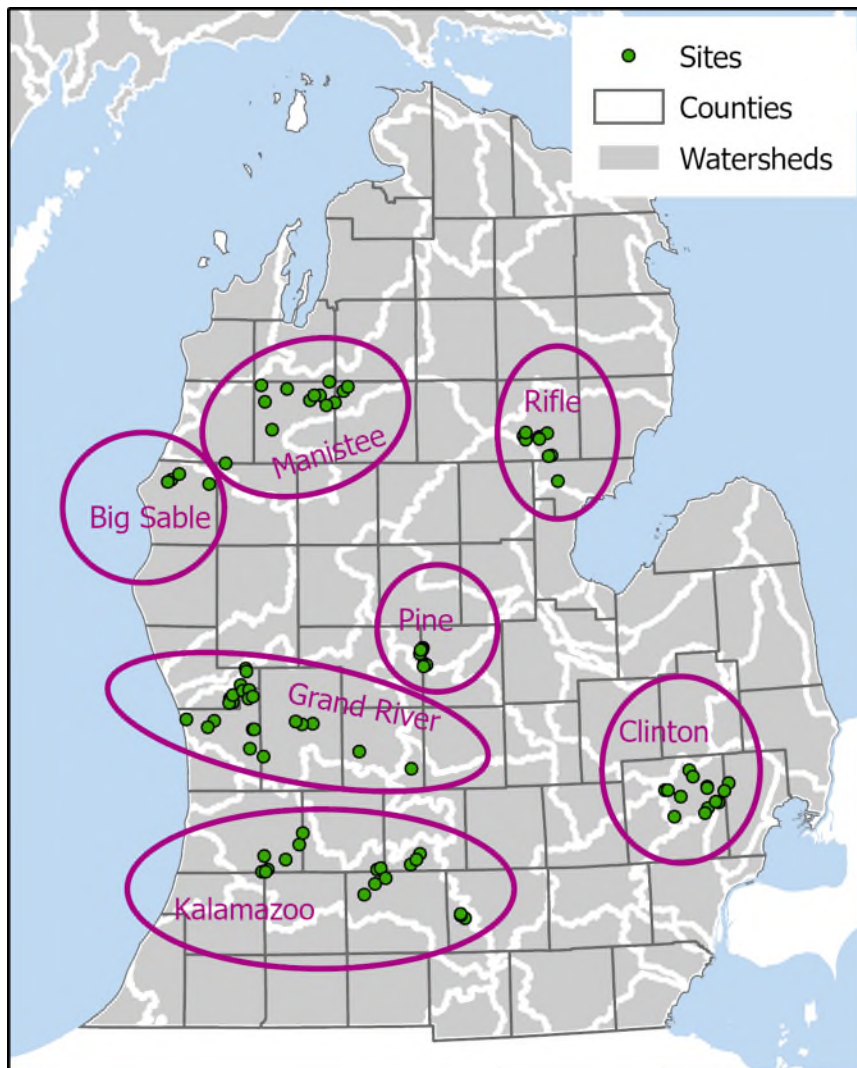 Sites
Counties
Watersheds
Rifle
Manistee
Big Sable
Pine
Grand River
Clinton
Kalamazoo